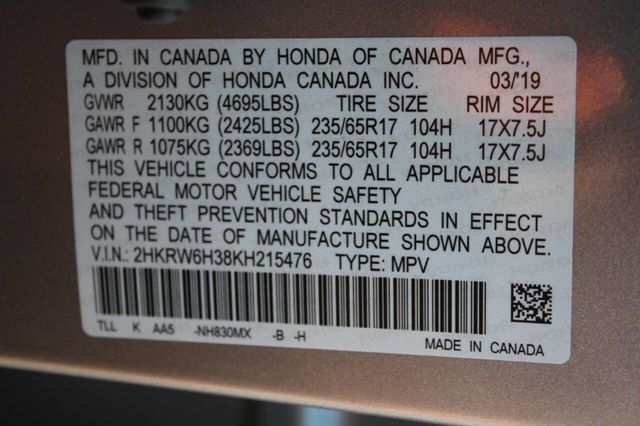 MFD. IN CANADA BY HONDA OF CANADA MFG.,
A DIVISION OF HONDA CANADA INC. 03/'19
GVWR 2130KG (4695LBS) TIRE SIZE RIM SIZE
GAWR F 1100KG (2425LBS) 235/65R17 104H 17X7.5J
GAWR R 1075KG (2369LBS) 235/65R17 104H 17X7.5J
THIS VEHICLE CONFORMS TO ALL APPLICABLE
FEDERAL MOTOR VEHICLE SAFETY
AND THEFT PREVENTION STANDARDS IN EFFECT
ON THE DATE OF MANUFACTURE SHOWN ABOVE.
V.I.N.: 2HKRW6H38KH215476 TYPE: MPV
TLL K AA5 -NH830MX -B -H
MADE IN CANADA